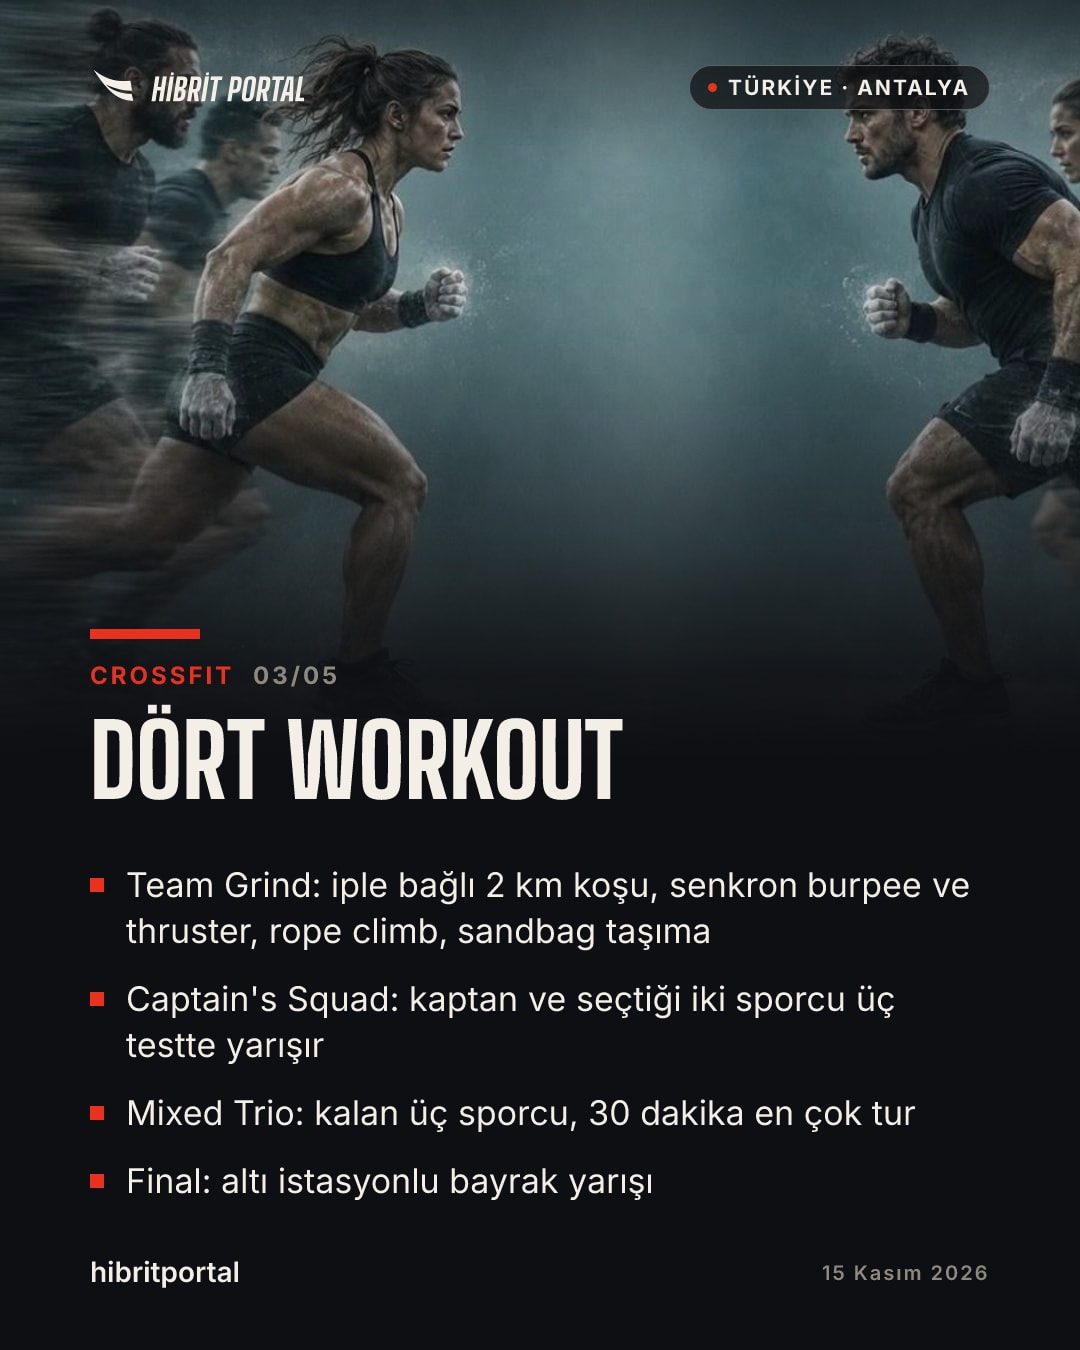 HİBRİT PORTAL
TÜRKİYE · ANTALYA
CROSSFIT 03/05
DÖRT WORKOUT
Team Grind: iple bağlı 2 km koşu, senkron burpee ve
thruster, rope climb, sandbag taşıma
Captain's Squad: kaptan ve seçtiği iki sporcu üç
testte yarışır
Mixed Trio: kalan üç sporcu, 30 dakika en çok tur
Final: altı istasyonlu bayrak yarışı
hibritportal
15 Kasım 2026